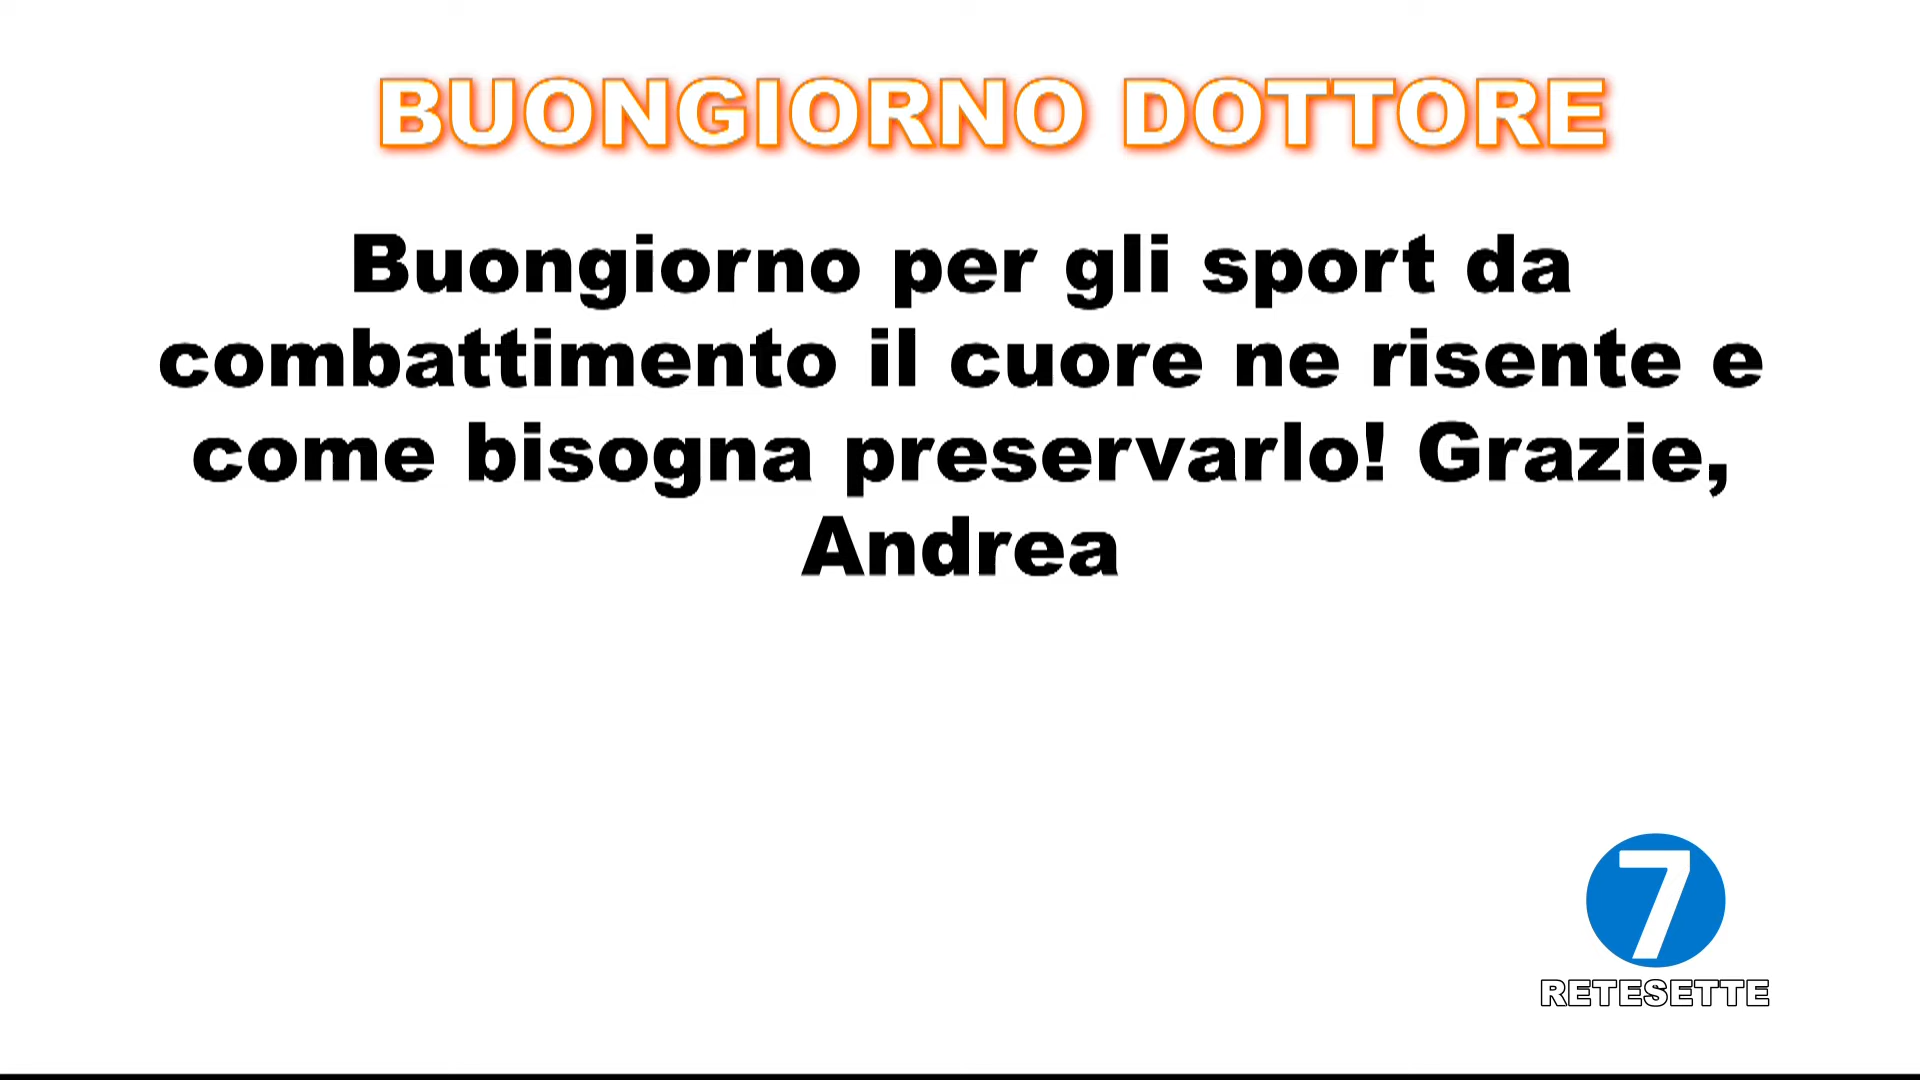 BUONGIORNO DOTTORE
Buongiorno per gli sport da
combattimento il cuore ne risente e
come bisogna preservarlo! Grazie,
Andrea
7
RETESETTE